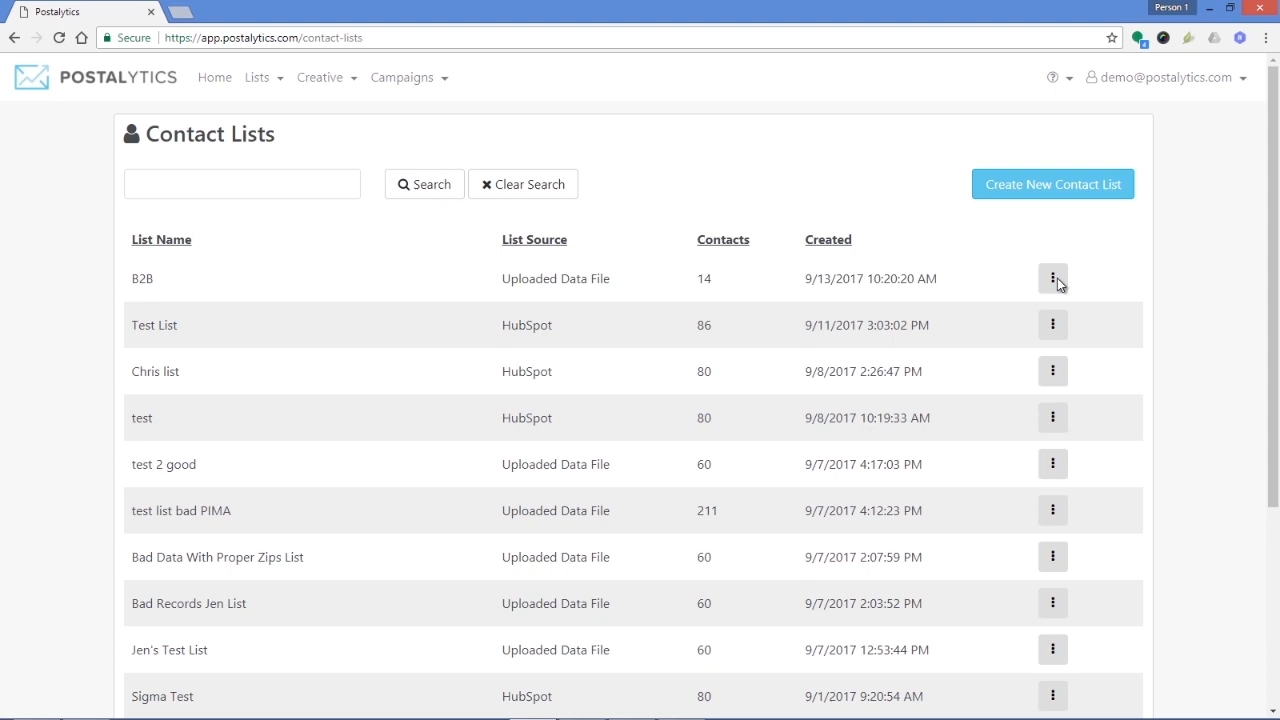 Postalytics
Person 1
Secure https://app.postalytics.com/contact-lists
4
POSTALYTICS Home Lists Creative Campaigns demo@postalytics.com
Contact Lists
Search Clear Search Create New Contact List
List Name List Source Contacts Created
B2B Uploaded Data File 14 9/13/2017 10:20:20 AM
Test List HubSpot 86 9/11/2017 3:03:02 PM
Chris list HubSpot 80 9/8/2017 2:26:47 PM
test HubSpot 80 9/8/2017 10:19:33 AM
test 2 good Uploaded Data File 60 9/7/2017 4:17:03 PM
test list bad PIMA Uploaded Data File 211 9/7/2017 4:12:23 PM
Bad Data With Proper Zips List Uploaded Data File 60 9/7/2017 2:07:59 PM
Bad Records Jen List Uploaded Data File 60 9/7/2017 2:03:52 PM
Jen's Test List Uploaded Data File 60 9/7/2017 12:53:44 PM
Sigma Test HubSpot 80 9/1/2017 9:20:54 AM